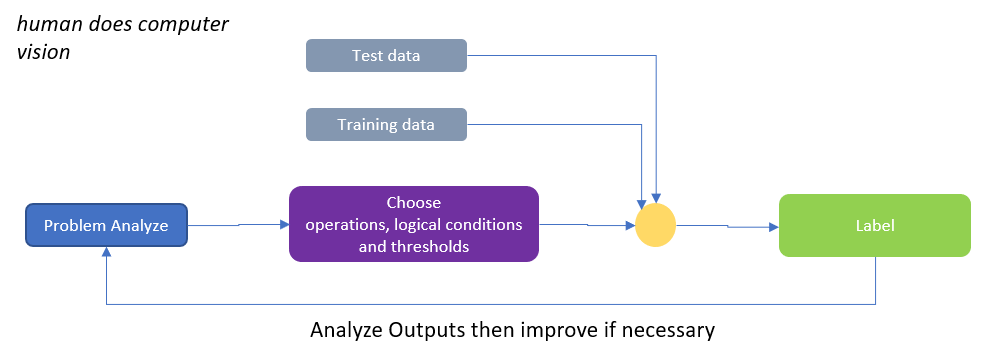 human does computer
vision
Test data
Training data
Problem Analyze
Choose
operations, logical conditions
and thresholds
Label
Analyze Outputs then improve if necessary